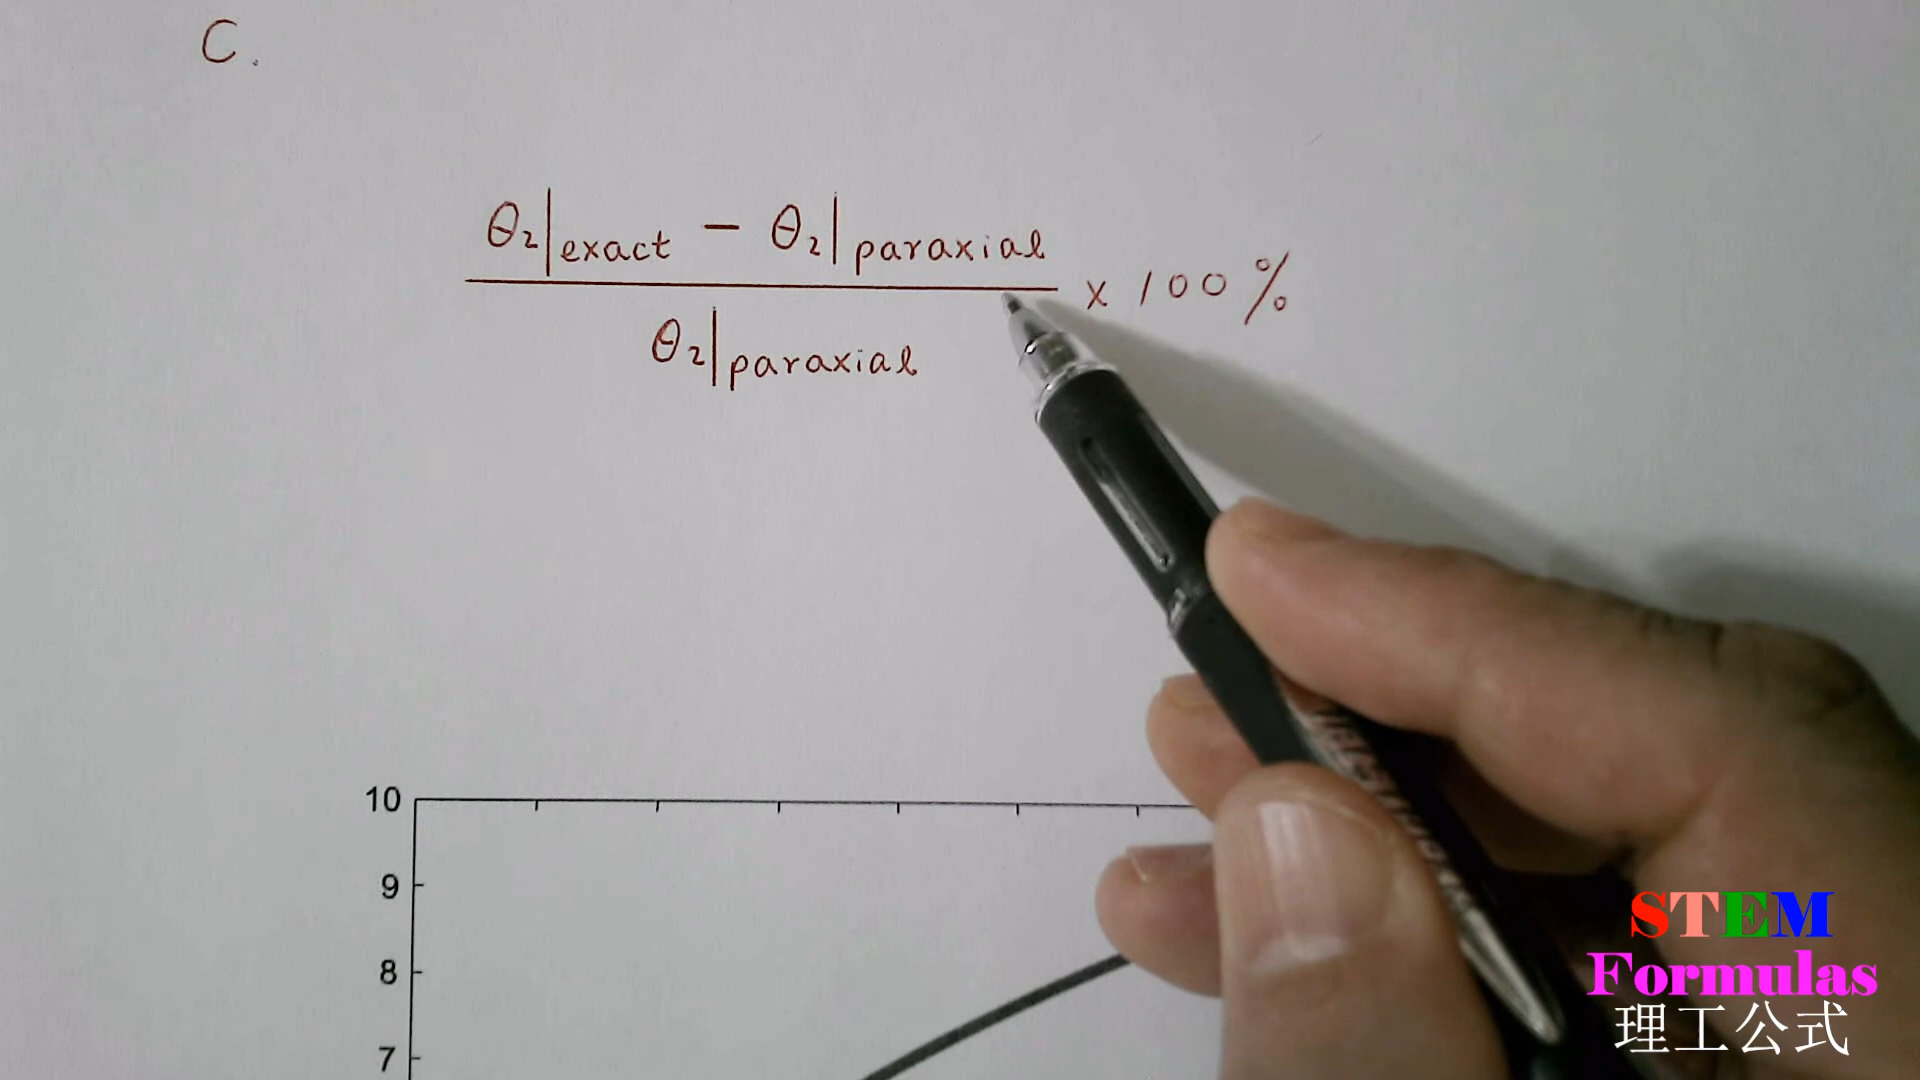 C.
θ₂|exact − θ₂|paraxial
θ₂|paraxial
x 100%
10
9
8
7
STEM
Formulas
理工公式